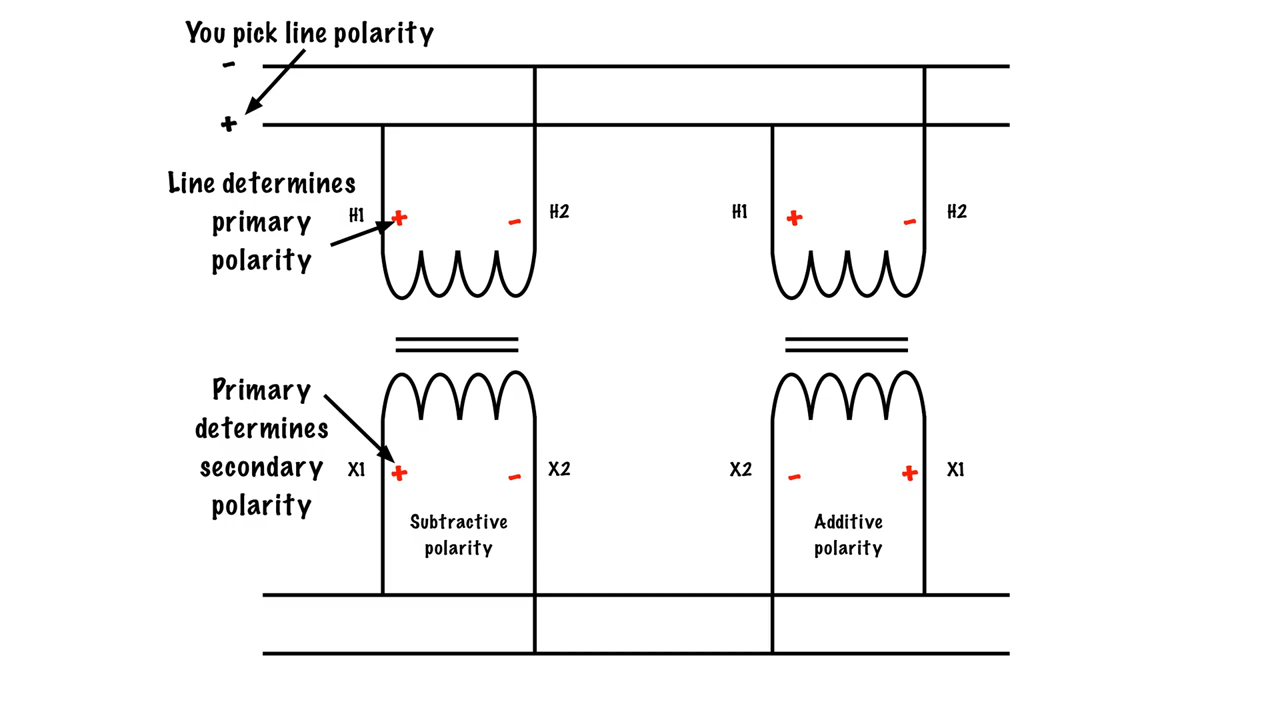 You pick line polarity
-
+
Line determines
primary
polarity
H1 + - H2
H1 + - H2
Primary
determines
secondary
polarity
X1 + - X2
X2 - + X1
Subtractive
polarity
Additive
polarity